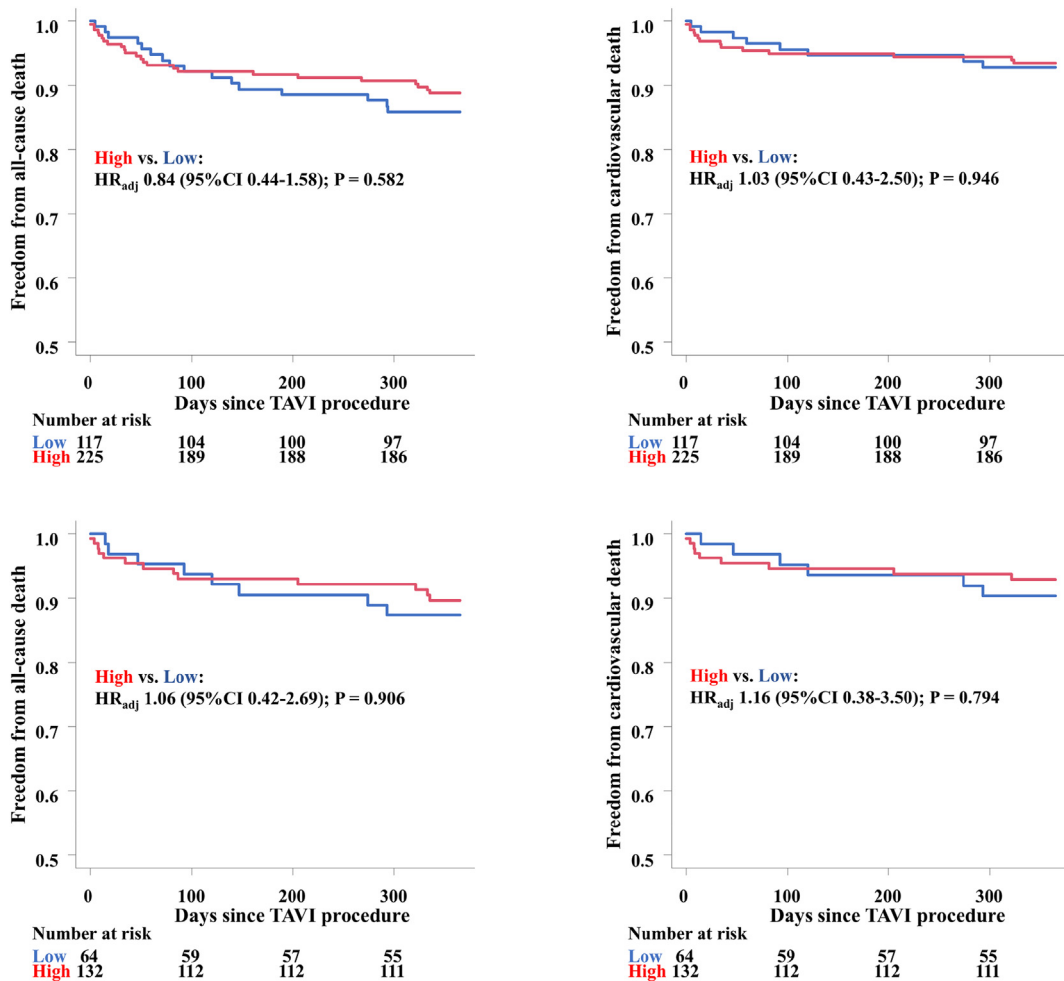 Freedom from all-cause death
1.0
0.9
0.8
0.7
0.6
0.5
High vs. Low:
HRadj 0.84 (95%CI 0.44-1.58); P = 0.582
0 100 200 300
Days since TAVI procedure
Number at risk
Low 117 104 100 97
High 225 189 188 186
Freedom from cardiovascular death
1.0
0.9
0.8
0.7
0.6
0.5
High vs. Low:
HRadj 1.03 (95%CI 0.43-2.50); P = 0.946
0 100 200 300
Days since TAVI procedure
Number at risk
Low 117 104 100 97
High 225 189 188 186
Freedom from all-cause death
1.0
0.9
0.8
0.7
0.6
0.5
High vs. Low:
HRadj 1.06 (95%CI 0.42-2.69); P = 0.906
0 100 200 300
Days since TAVI procedure
Number at risk
Low 64 59 57 55
High 132 112 112 111
Freedom from cardiovascular death
1.0
0.9
0.8
0.7
0.6
0.5
High vs. Low:
HRadj 1.16 (95%CI 0.38-3.50); P = 0.794
0 100 200 300
Days since TAVI procedure
Number at risk
Low 64 59 57 55
High 132 112 112 111